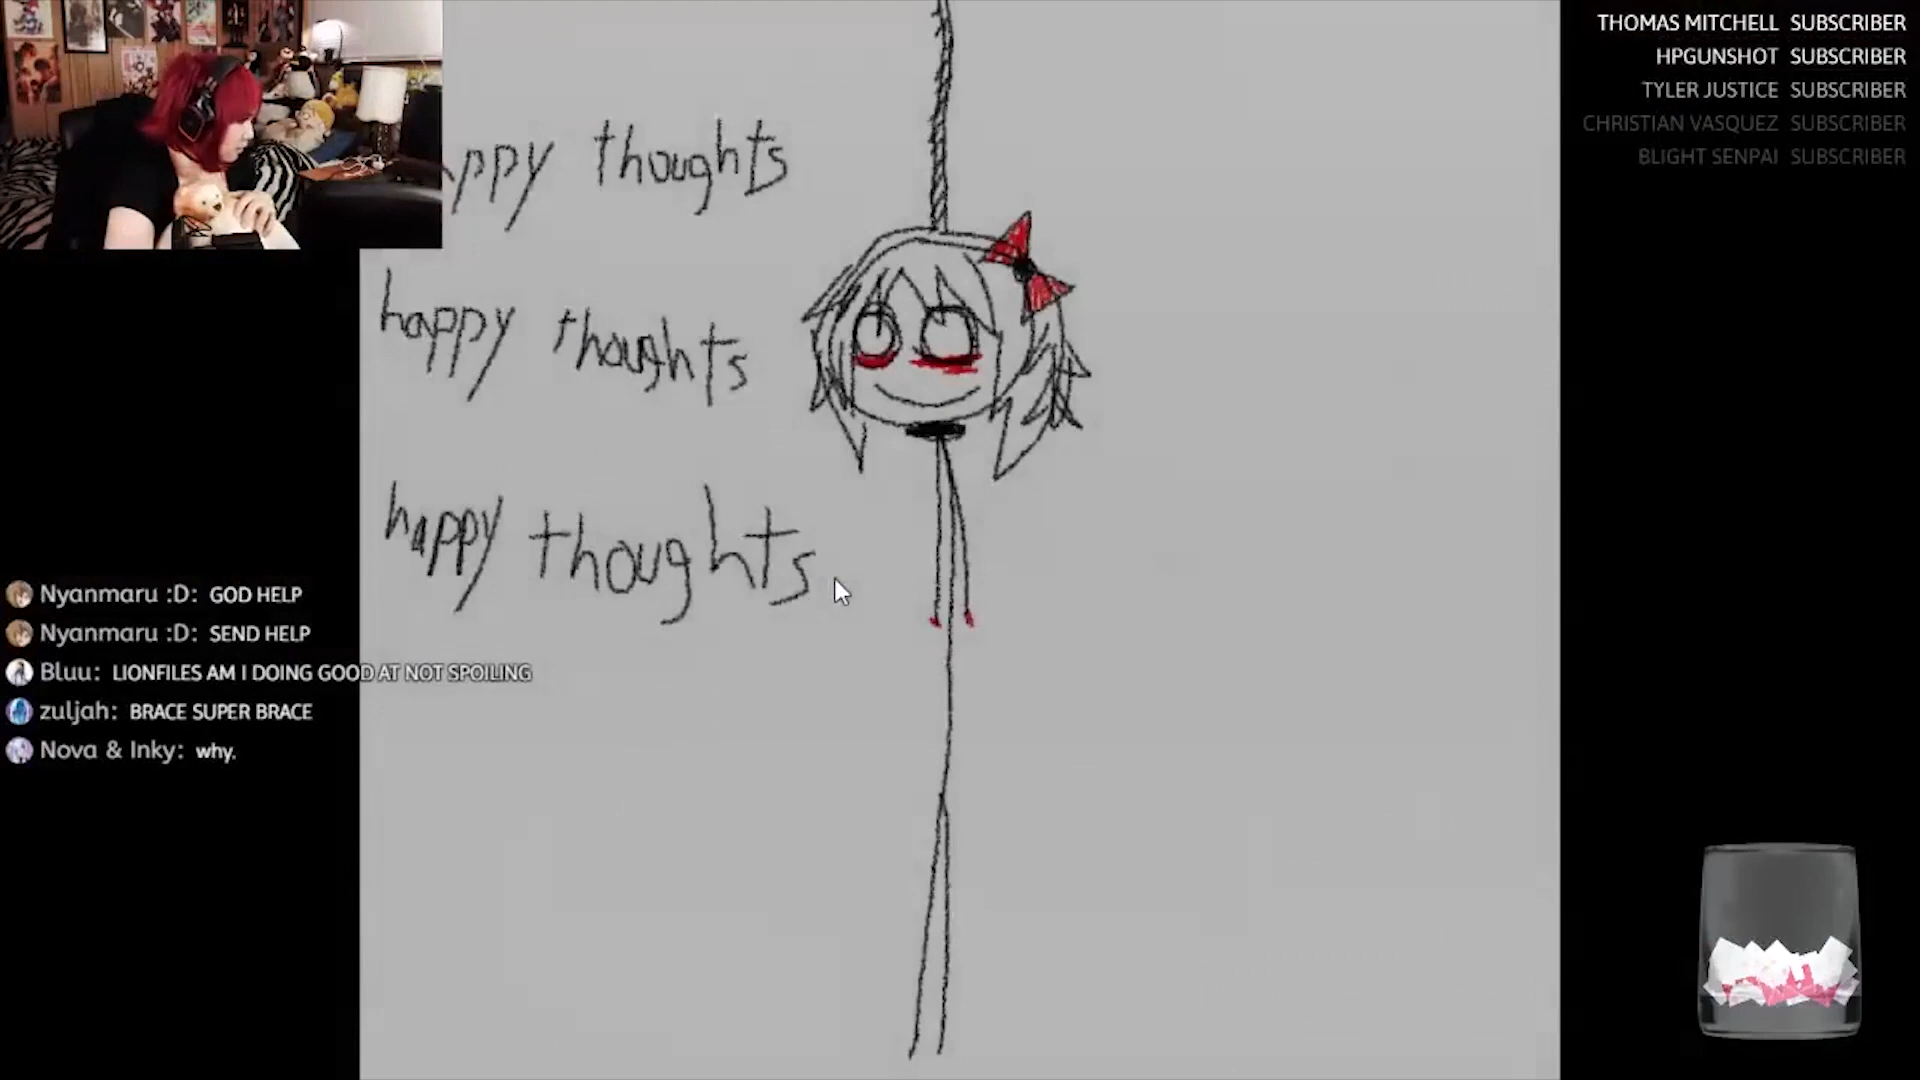 THOMAS MITCHELL SUBSCRIBER
HPGUNSHOT SUBSCRIBER
TYLER JUSTICE SUBSCRIBER
CHRISTIAN VASQUEZ SUBSCRIBER
BLIGHT SENPAI SUBSCRIBER
appy thoughts
happy thoughts
happy thoughts
Nyanmaru :D: GOD HELP
Nyanmaru :D: SEND HELP
Bluu: LIONFILES AM I DOING GOOD AT NOT SPOILING
zuljah: BRACE SUPER BRACE
Nova & Inky: why.